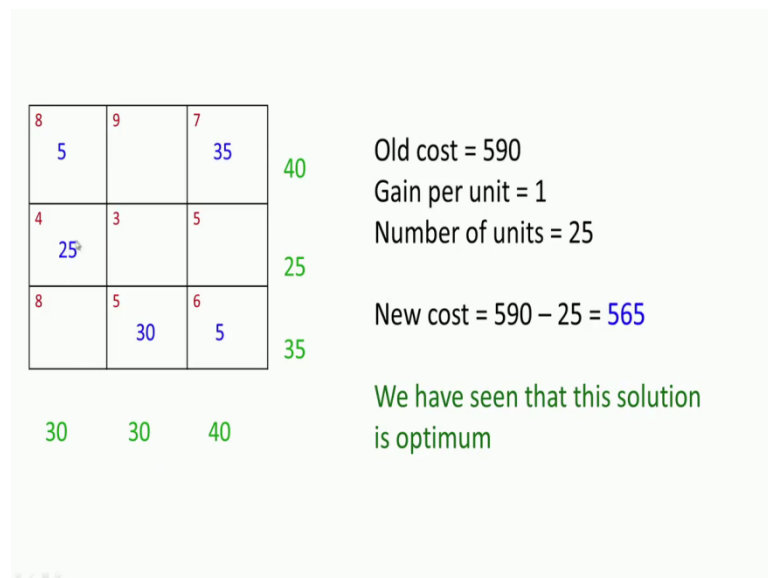 8 9 7
5 35 40
4 3 5
25 25
8 5 6
30 5 35
30 30 40
Old cost = 590
Gain per unit = 1
Number of units = 25
New cost = 590 – 25 = 565
We have seen that this solution
is optimum